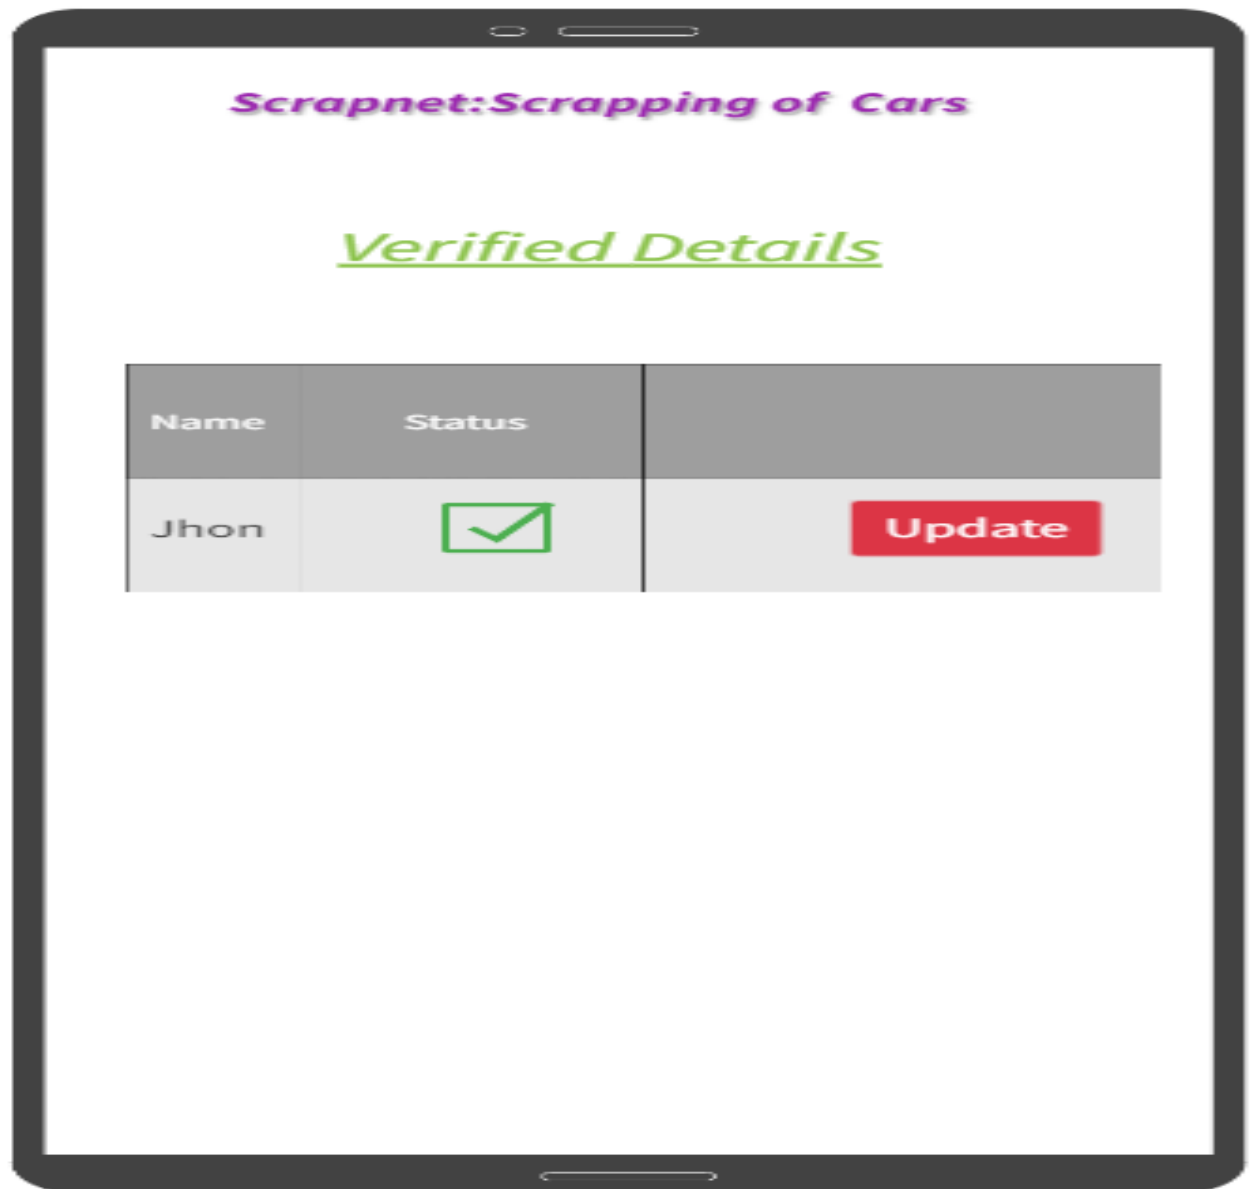 Scrapnet:Scrapping of Cars
Verified Details
Name Status
Jhon Update